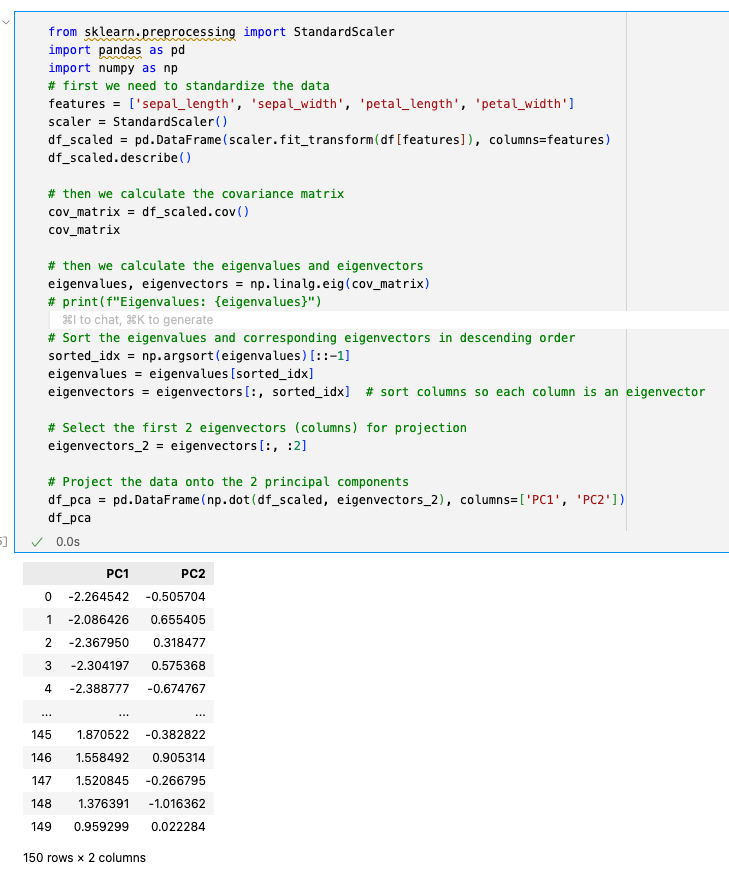 from sklearn.preprocessing import StandardScaler
import pandas as pd
import numpy as np
# first we need to standardize the data
features = ['sepal_length', 'sepal_width', 'petal_length', 'petal_width']
scaler = StandardScaler()
df_scaled = pd.DataFrame(scaler.fit_transform(df[features]), columns=features)
df_scaled.describe()
# then we calculate the covariance matrix
cov_matrix = df_scaled.cov()
cov_matrix
# then we calculate the eigenvalues and eigenvectors
eigenvalues, eigenvectors = np.linalg.eig(cov_matrix)
# print(f"Eigenvalues: {eigenvalues}")
⌘I to chat, ⌘K to generate
# Sort the eigenvalues and corresponding eigenvectors in descending order
sorted_idx = np.argsort(eigenvalues)[::-1]
eigenvalues = eigenvalues[sorted_idx]
eigenvectors = eigenvectors[:, sorted_idx]  # sort columns so each column is an eigenvector
# Select the first 2 eigenvectors (columns) for projection
eigenvectors_2 = eigenvectors[:, :2]
# Project the data onto the 2 principal components
df_pca = pd.DataFrame(np.dot(df_scaled, eigenvectors_2), columns=['PC1', 'PC2'])
df_pca
0.0s
PC1 PC2
0 -2.264542 -0.505704
1 -2.086426 0.655405
2 -2.367950 0.318477
3 -2.304197 0.575368
4 -2.388777 -0.674767
... ... ...
145 1.870522 -0.382822
146 1.558492 0.905314
147 1.520845 -0.266795
148 1.376391 -1.016362
149 0.959299 0.022284
150 rows × 2 columns